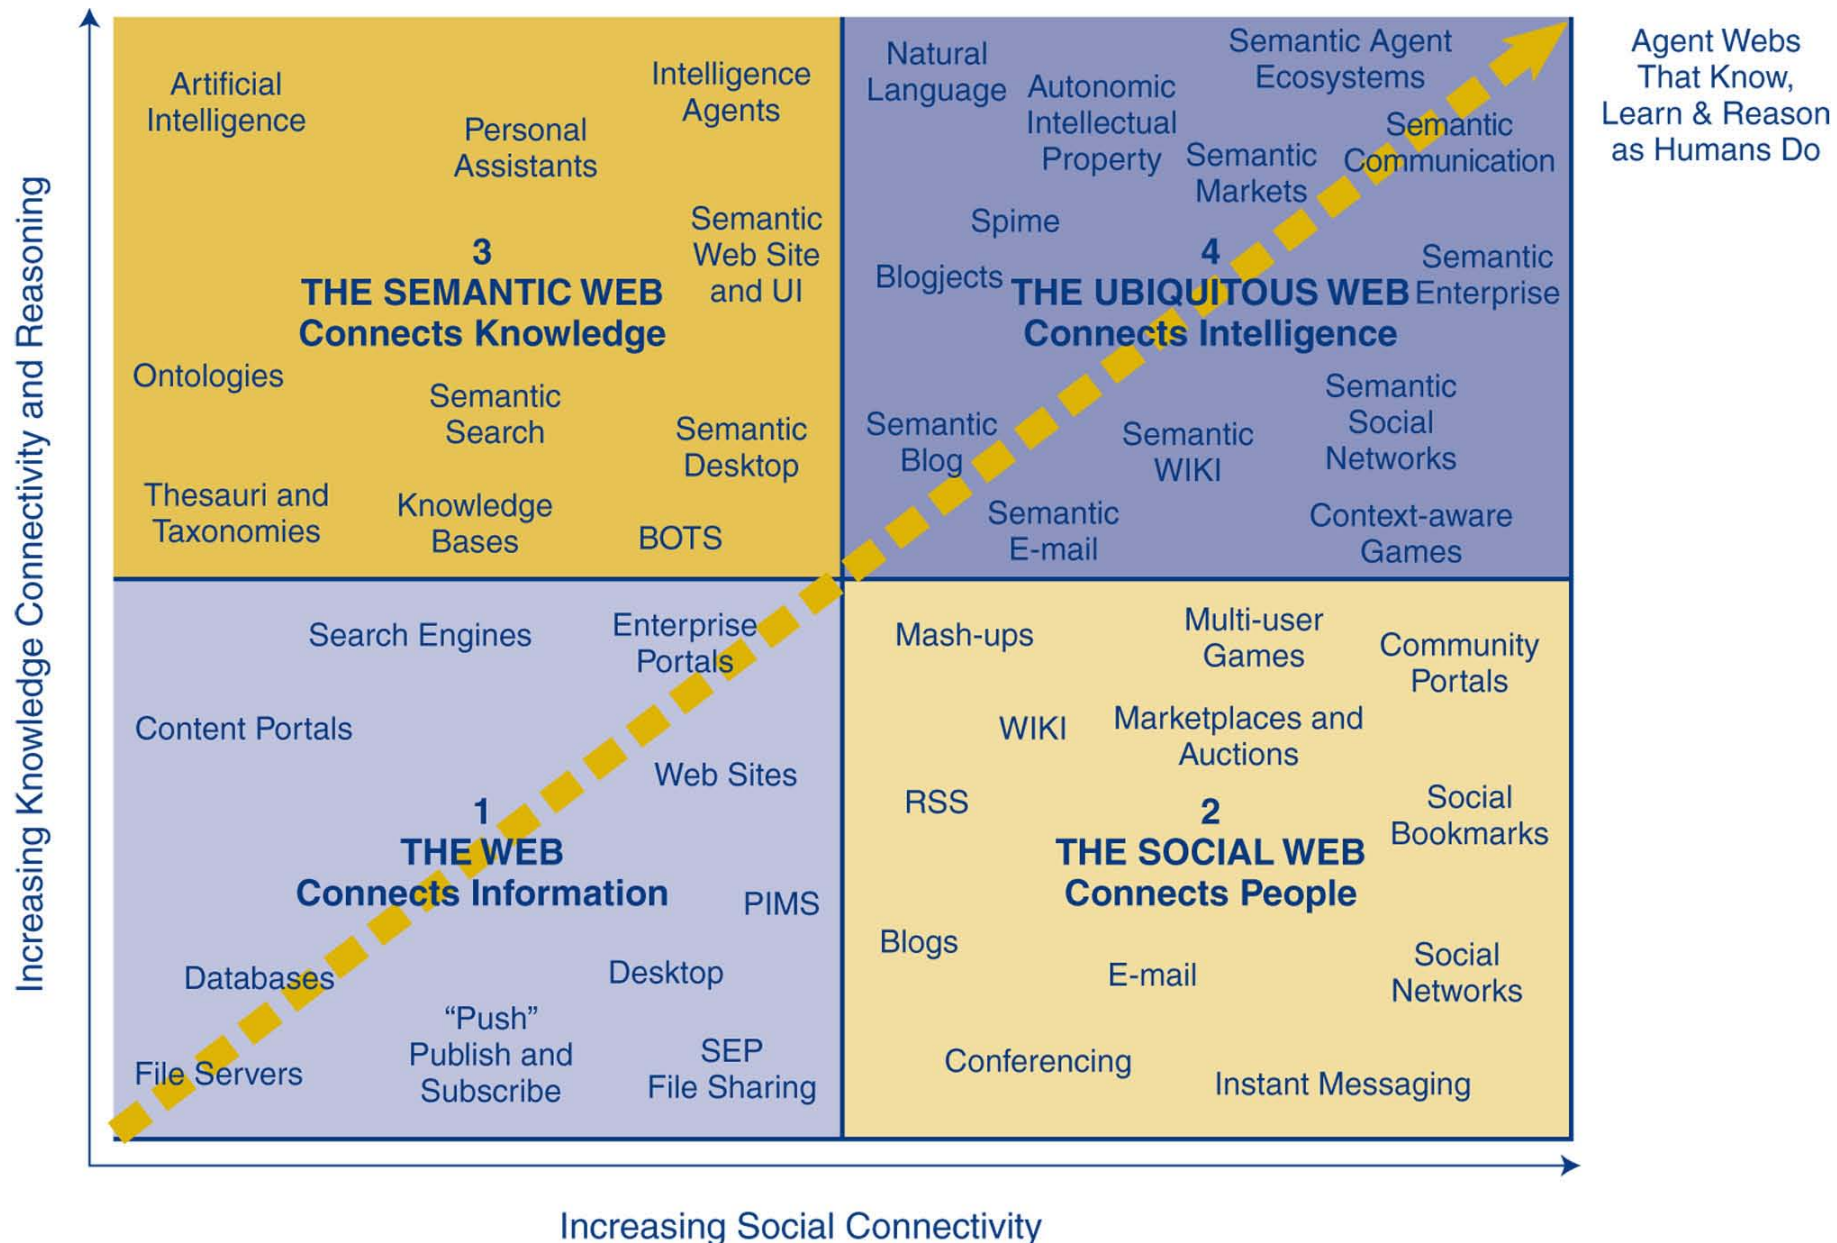 Increasing Knowledge Connectivity and Reasoning
Artificial
Intelligence
Personal
Assistants
Intelligence
Agents
Semantic
Web Site
and UI
3
THE SEMANTIC WEB
Connects Knowledge
Ontologies
Semantic
Search
Semantic
Desktop
Thesauri and
Taxonomies
Knowledge
Bases
BOTS
Natural
Language
Autonomic
Intellectual
Property
Semantic Agent
Ecosystems
Semantic
Markets
Semantic
Communication
Spime
Blogjects
4
THE UBIQUITOUS WEB
Connects Intelligence
Semantic
Enterprise
Semantic
Blog
Semantic
WIKI
Semantic
Social
Networks
Semantic
E-mail
Context-aware
Games
Agent Webs
That Know,
Learn & Reason
as Humans Do
Search Engines
Enterprise
Portals
Content Portals
Web Sites
1
THE WEB
Connects Information
PIMS
Databases
Desktop
“Push”
Publish and
Subscribe
File Servers
SEP
File Sharing
Mash-ups
Multi-user
Games
Community
Portals
WIKI
Marketplaces and
Auctions
RSS
2
THE SOCIAL WEB
Connects People
Social
Bookmarks
Blogs
E-mail
Social
Networks
Conferencing
Instant Messaging
Increasing Social Connectivity